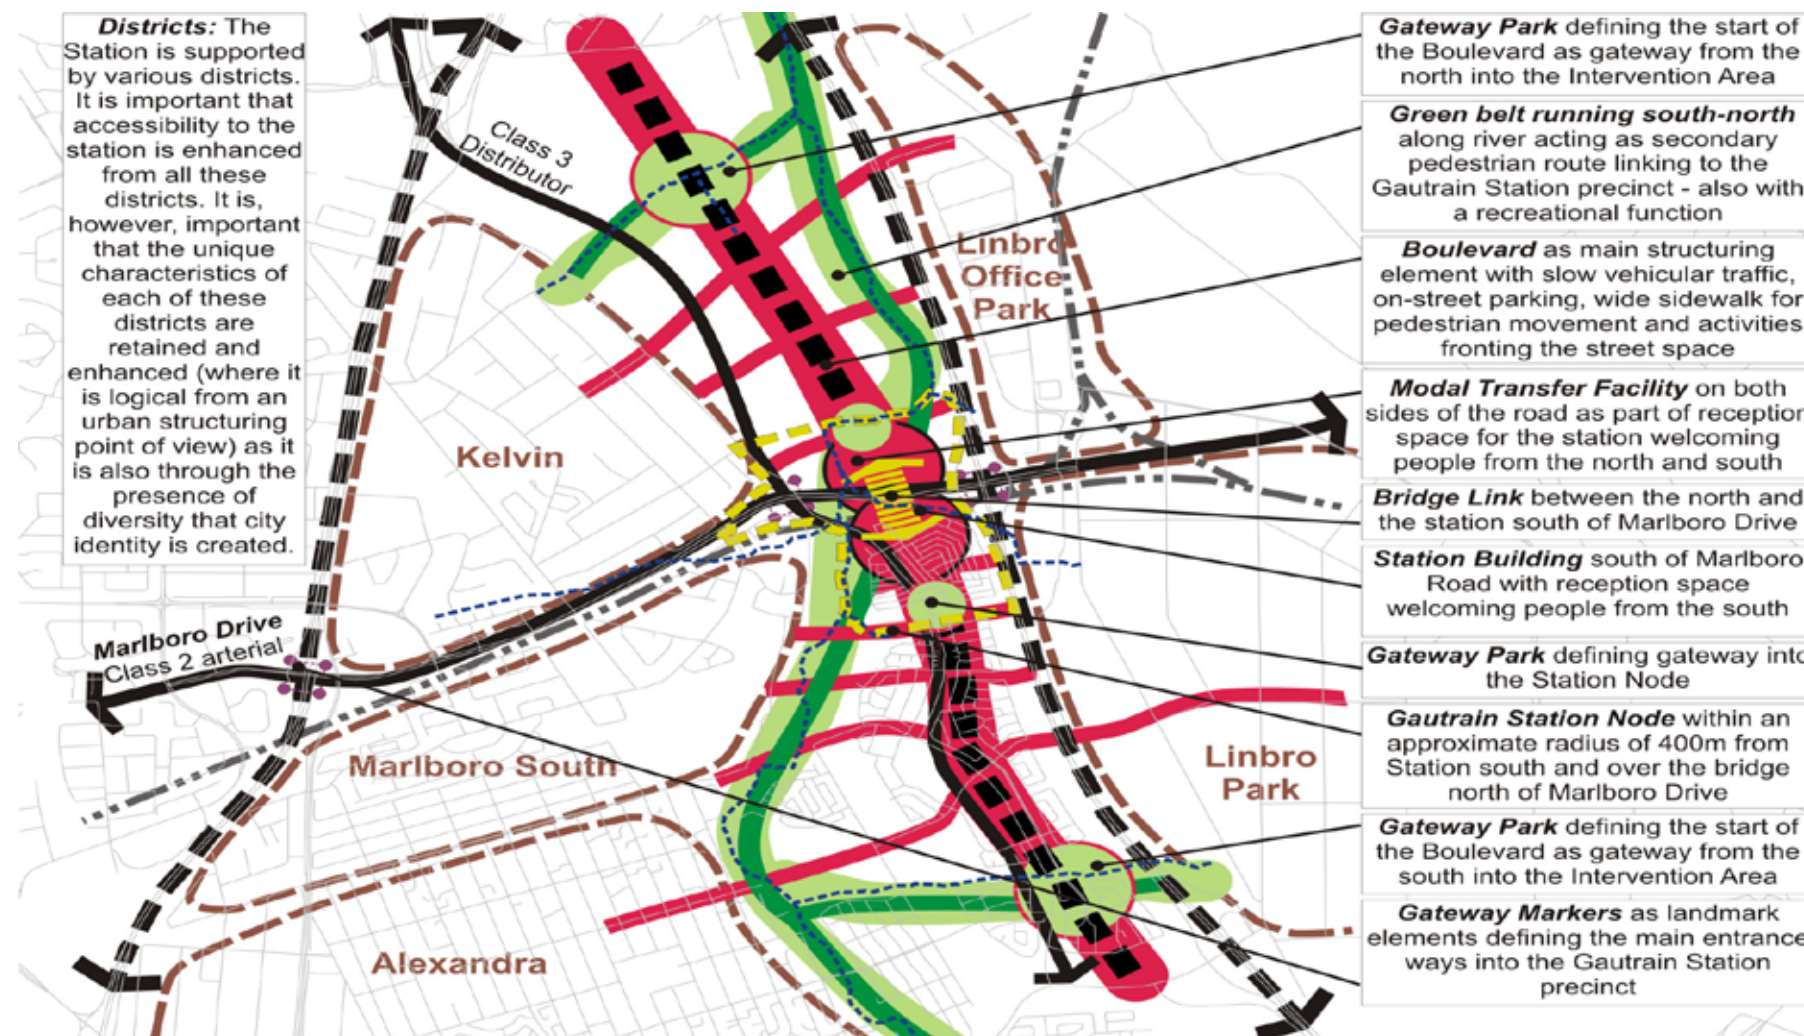 Districts: The
Station is supported
by various districts.
It is important that
accessibility to the
station is enhanced
from all these
districts. It is,
however, important
that the unique
characteristics of
each of these
districts are
retained and
enhanced (where it
is logical from an
urban structuring
point of view) as it
is also through the
presence of
diversity that city
identity is created.
Class 3
Distributor
Linbro
Office
Park
Kelvin
Marlboro Drive
Class 2 arterial
Marlboro South
Linbro
Park
Alexandra
Gateway Park defining the start of
the Boulevard as gateway from the
north into the Intervention Area
Green belt running south-north
along river acting as secondary
pedestrian route linking to the
Gautrain Station precinct - also with
a recreational function
Boulevard as main structuring
element with slow vehicular traffic,
on-street parking, wide sidewalk for
pedestrian movement and activities
fronting the street space
Modal Transfer Facility on both
sides of the road as part of reception
space for the station welcoming
people from the north and south
Bridge Link between the north and
the station south of Marlboro Drive
Station Building south of Marlboro
Road with reception space
welcoming people from the south
Gateway Park defining gateway into
the Station Node
Gautrain Station Node within an
approximate radius of 400m from
Station south and over the bridge
north of Marlboro Drive
Gateway Park defining the start of
the Boulevard as gateway from the
south into the Intervention Area
Gateway Markers as landmark
elements defining the main entrance
ways into the Gautrain Station
precinct